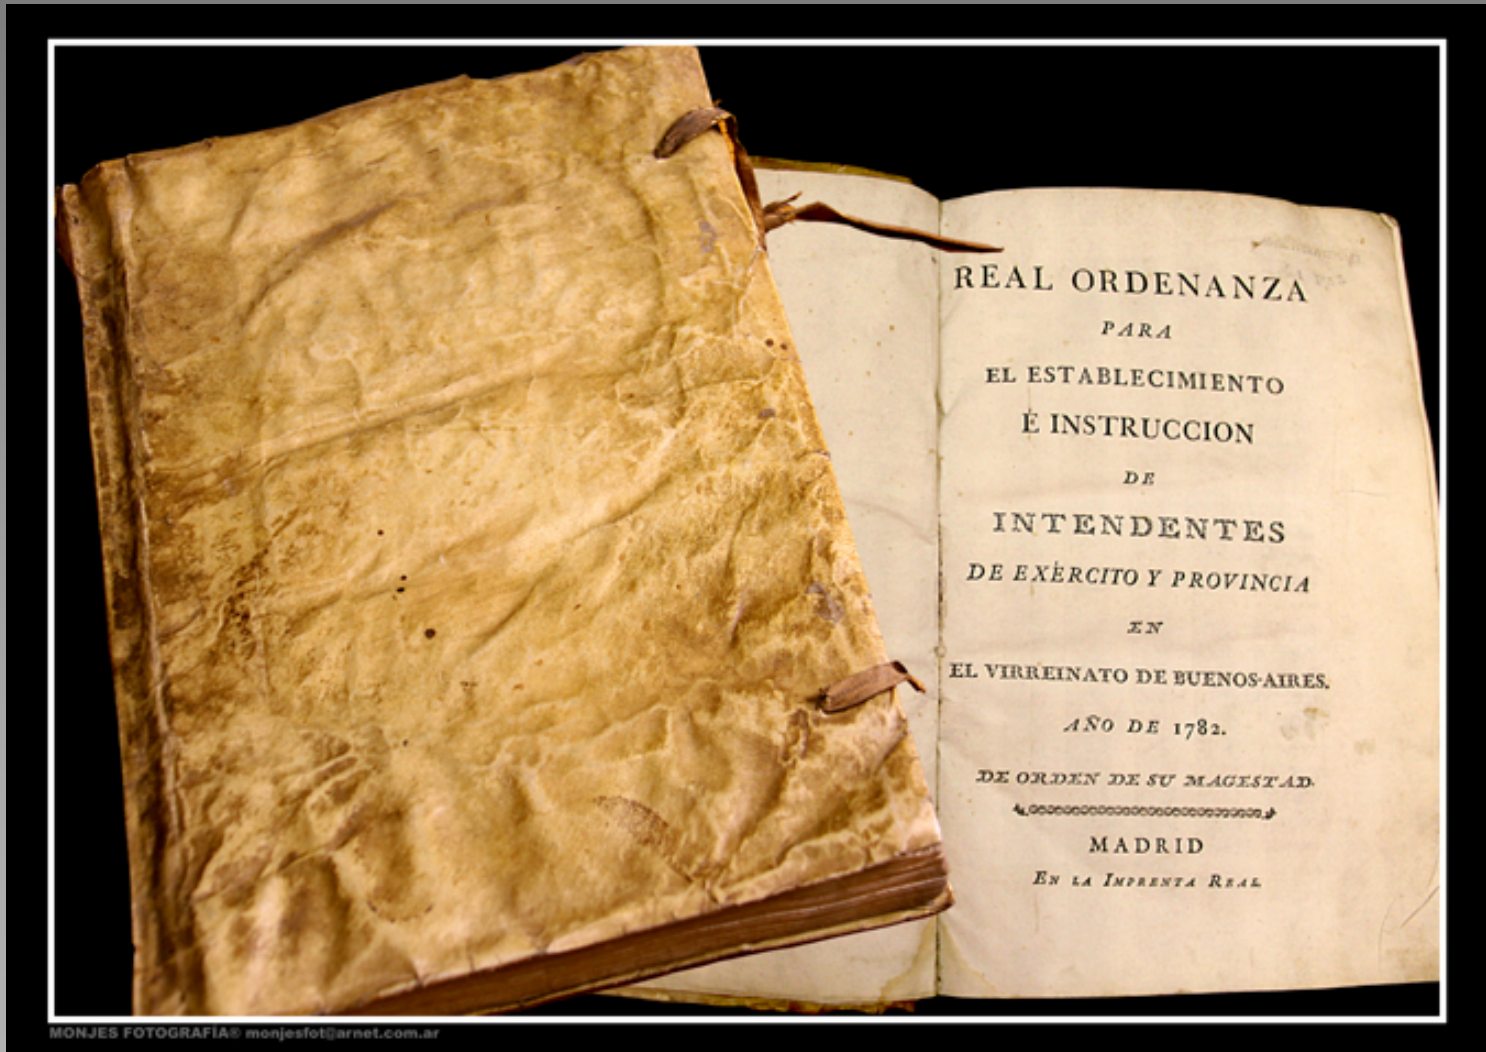 REAL ORDENANZA
PARA
EL ESTABLECIMIENTO
É INSTRUCCION
DE
INTENDENTES
DE EXÉRCITO Y PROVINCIA
EN
EL VIRREINATO DE BUENOS-AIRES.
AÑO DE 1782.
DE ORDEN DE SU MAGESTAD.
MADRID
EN LA IMPRENTA REAL
MONJES FOTOGRAFÍA® monjesfot@arnet.com.ar